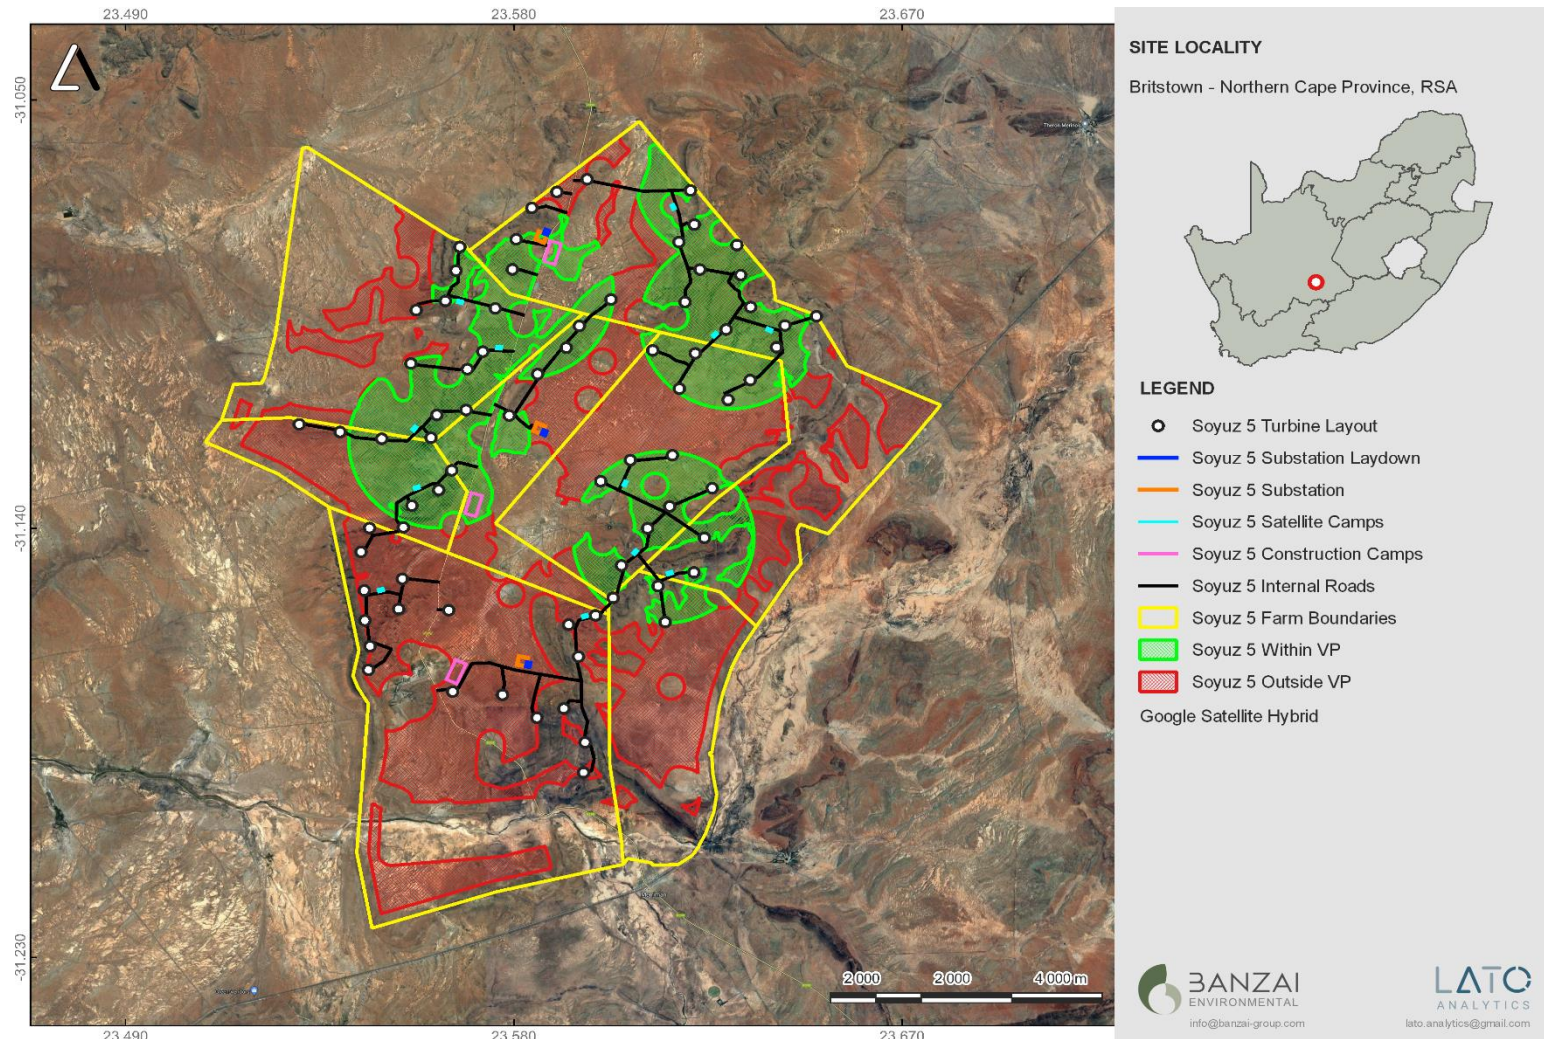 23.490
23.580
23.670
-31.050
-31.140
-31.230
2 000
2 000
4 000 m
23.490
23.580
23.670
SITE LOCALITY
Britstown - Northern Cape Province, RSA
LEGEND
Soyuz 5 Turbine Layout
Soyuz 5 Substation Laydown
Soyuz 5 Substation
Soyuz 5 Satellite Camps
Soyuz 5 Construction Camps
Soyuz 5 Internal Roads
Soyuz 5 Farm Boundaries
Soyuz 5 Within VP
Soyuz 5 Outside VP
Google Satellite Hybrid
BANZAI
ENVIRONMENTAL
info@banzai-group.com
LATO
ANALYTICS
lato.analytics@gmail.com